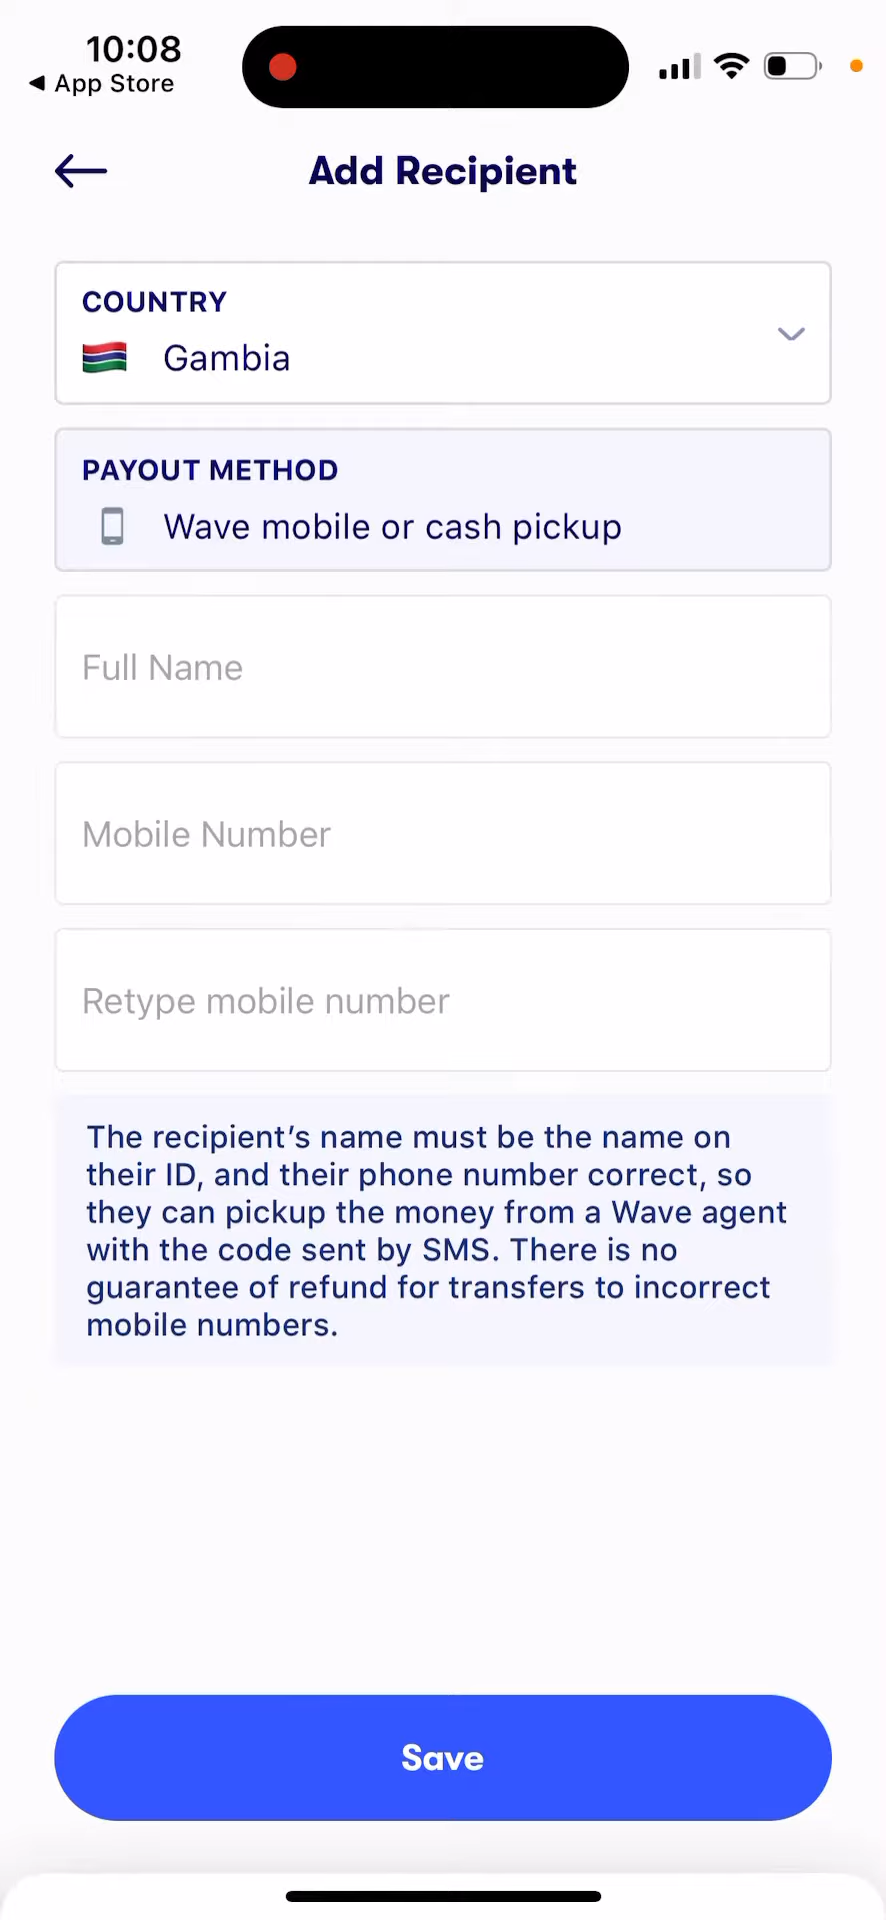 10:08
◀ App Store
Add Recipient
COUNTRY
Gambia
PAYOUT METHOD
Wave mobile or cash pickup
Full Name
Mobile Number
Retype mobile number
The recipient’s name must be the name on
their ID, and their phone number correct, so
they can pickup the money from a Wave agent
with the code sent by SMS. There is no
guarantee of refund for transfers to incorrect
mobile numbers.
Save